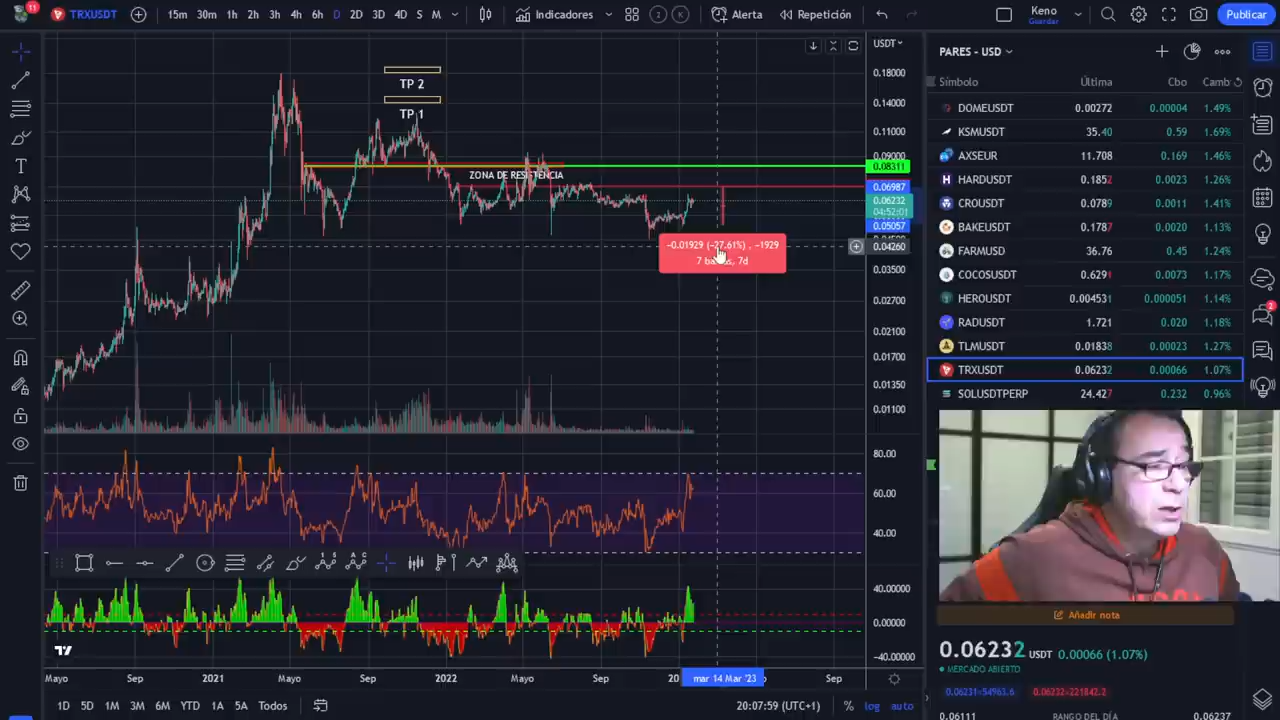 TRXUSDT 15m 30m 1h 2h 3h 4h 6h D 2D 3D 4D S M Indicadores Alerta Repetición Keno Guardar Publicar
11
USDT
TP 2
TP 1
ZONA DE RESISTENCIA
0.18000
0.14000
0.11000
0.09000
0.08311
0.06987
0.06232
04:52:01
0.05057
0.04260
0.03500
0.02700
0.02100
0.01700
0.01350
0.01100
-0.01929 (-27.61%) , -1929
7d
80.00
60.00
40.00
40.00000
0.00000
-40.00000
Mayo Sep 2021 Mayo Sep 2022 Mayo Sep 20 mar 14 Mar '23 Sep
1D 5D 1M 3M 6M YTD 1A 5A Todos 20:07:59 (UTC+1) % log auto
PARES - USD
Símbolo Última Cbo Camb
DOMEUSDT 0.00272 0.00004 1.49%
KSMUSDT 35.40 0.59 1.69%
AXSEUR 11.708 0.169 1.46%
HARDUSDT 0.1852 0.0023 1.26%
CROUSDT 0.0789 0.0011 1.41%
BAKEUSDT 0.1777 0.0020 1.14%
FARMUSD 36.76 0.45 1.24%
COCOSUSDT 0.6291 0.0073 1.17%
HEROUSDT 0.004531 0.000051 1.14%
RADUSDT 1.721 0.020 1.18%
TLMUSDT 0.01838 0.00023 1.27%
TRXUSDT 0.06232 0.00066 1.07%
SOLUSDTPERP 24.427 0.232 0.96%
2
Añadir nota
0.06232 USDT 0.00066 (1.07%)
MERCADO ABIERTO
0.06231×54963.6 0.06232×221842.2
0.06111 RANGO DEL DÍA 0.06237